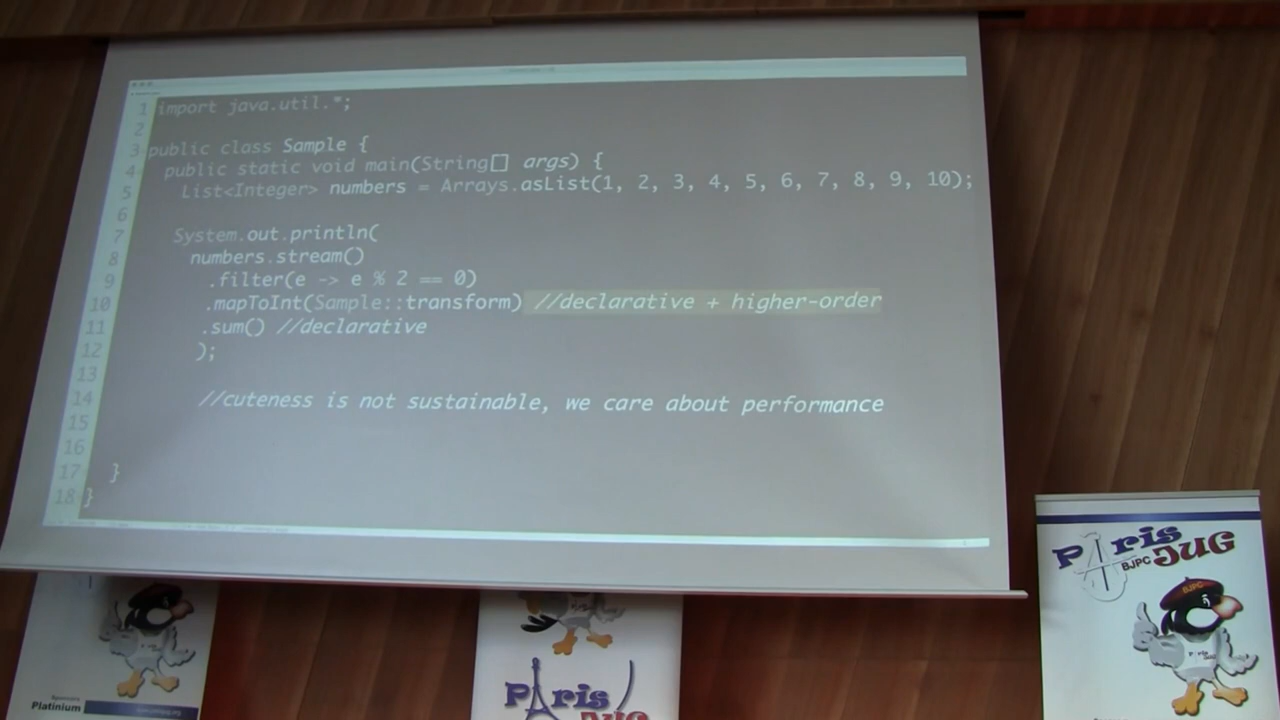 1 import java.util.*;
2
3 public class Sample {
4 public static void main(String[] args) {
5 List<Integer> numbers = Arrays.asList(1, 2, 3, 4, 5, 6, 7, 8, 9, 10);
6
7 System.out.println(
8 numbers.stream()
9 .filter(e -> e % 2 == 0)
10 .mapToInt(Sample::transform) //declarative + higher-order
11 .sum() //declarative
12 );
13
14 //cuteness is not sustainable, we care about performance
15
16
17 }
18 }
Paris
BJPC JUG
BJPC
Platinium
Paris
JUG